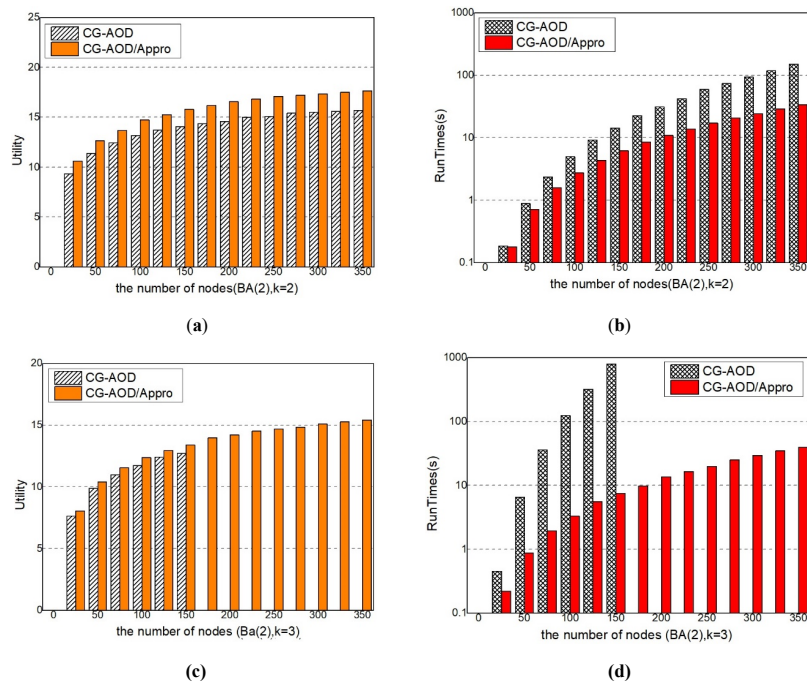 25
20
15
10
5
0
Utility
CG-AOD
CG-AOD/Appro
0 50 100 150 200 250 300 350
the number of nodes(BA(2),k=2)
(a)
1000
100
10
1
0.1
RunTimes(s)
CG-AOD
CG-AOD/Appro
0 50 100 150 200 250 300 350
the number of nodes(BA(2),k=2)
(b)
20
15
10
5
0
Utility
CG-AOD
CG-AOD/Appro
0 50 100 150 200 250 300 350
the number of nodes (Ba(2),k=3)
(c)
1000
100
10
1
0.1
RunTimes(s)
CG-AOD
CG-AOD/Appro
0 50 100 150 200 250 300 350
the number of nodes (BA(2),k=3)
(d)